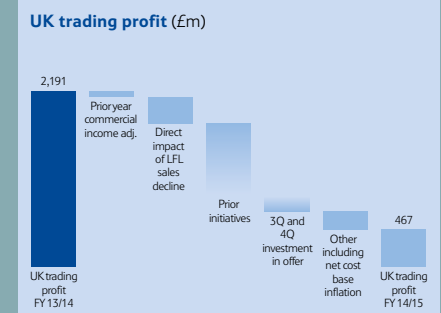 UK trading profit (£m)
2,191
Prior year
commercial
income adj.
Direct
impact
of LFL
sales
decline
Prior
initiatives
3Q and
4Q
investment
in offer
Other
including
net cost
base
inflation
467
UK trading
profit
FY 13/14
UK trading
profit
FY 14/15